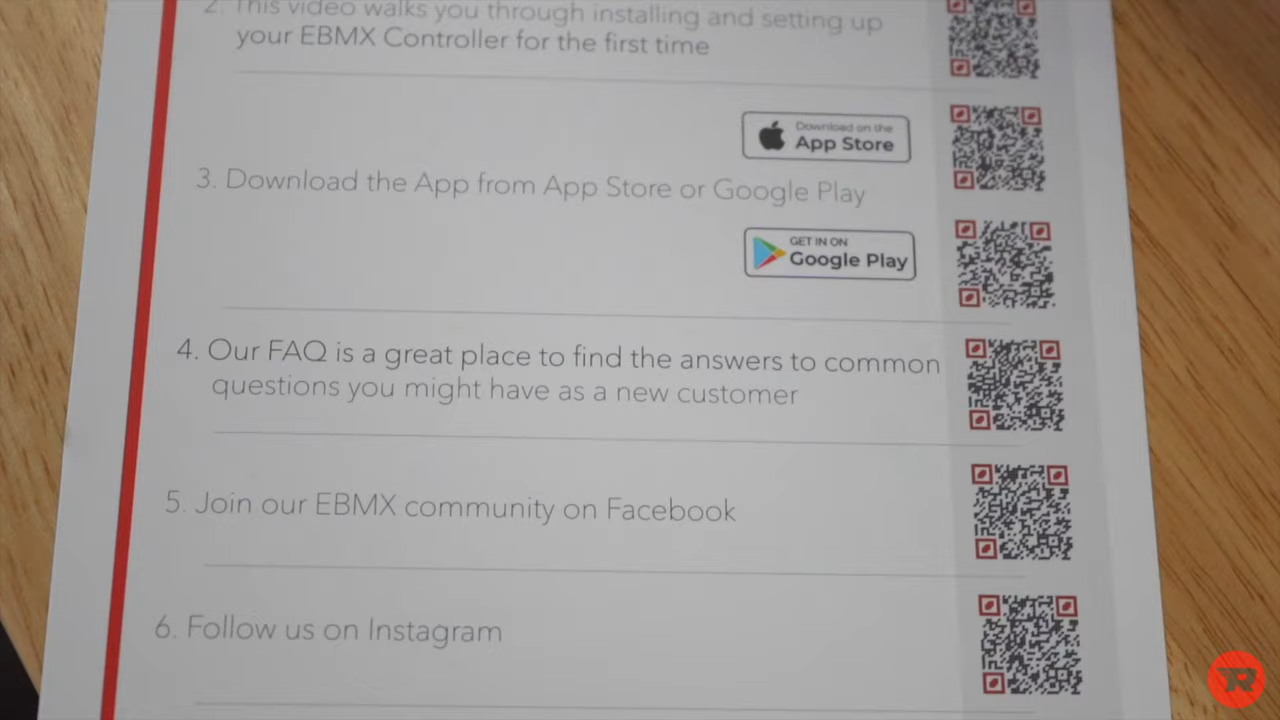 2. This video walks you through installing and setting up
your EBMX Controller for the first time
Download on the
App Store
3. Download the App from App Store or Google Play
GET IN ON
Google Play
4. Our FAQ is a great place to find the answers to common
questions you might have as a new customer
5. Join our EBMX community on Facebook
6. Follow us on Instagram
R